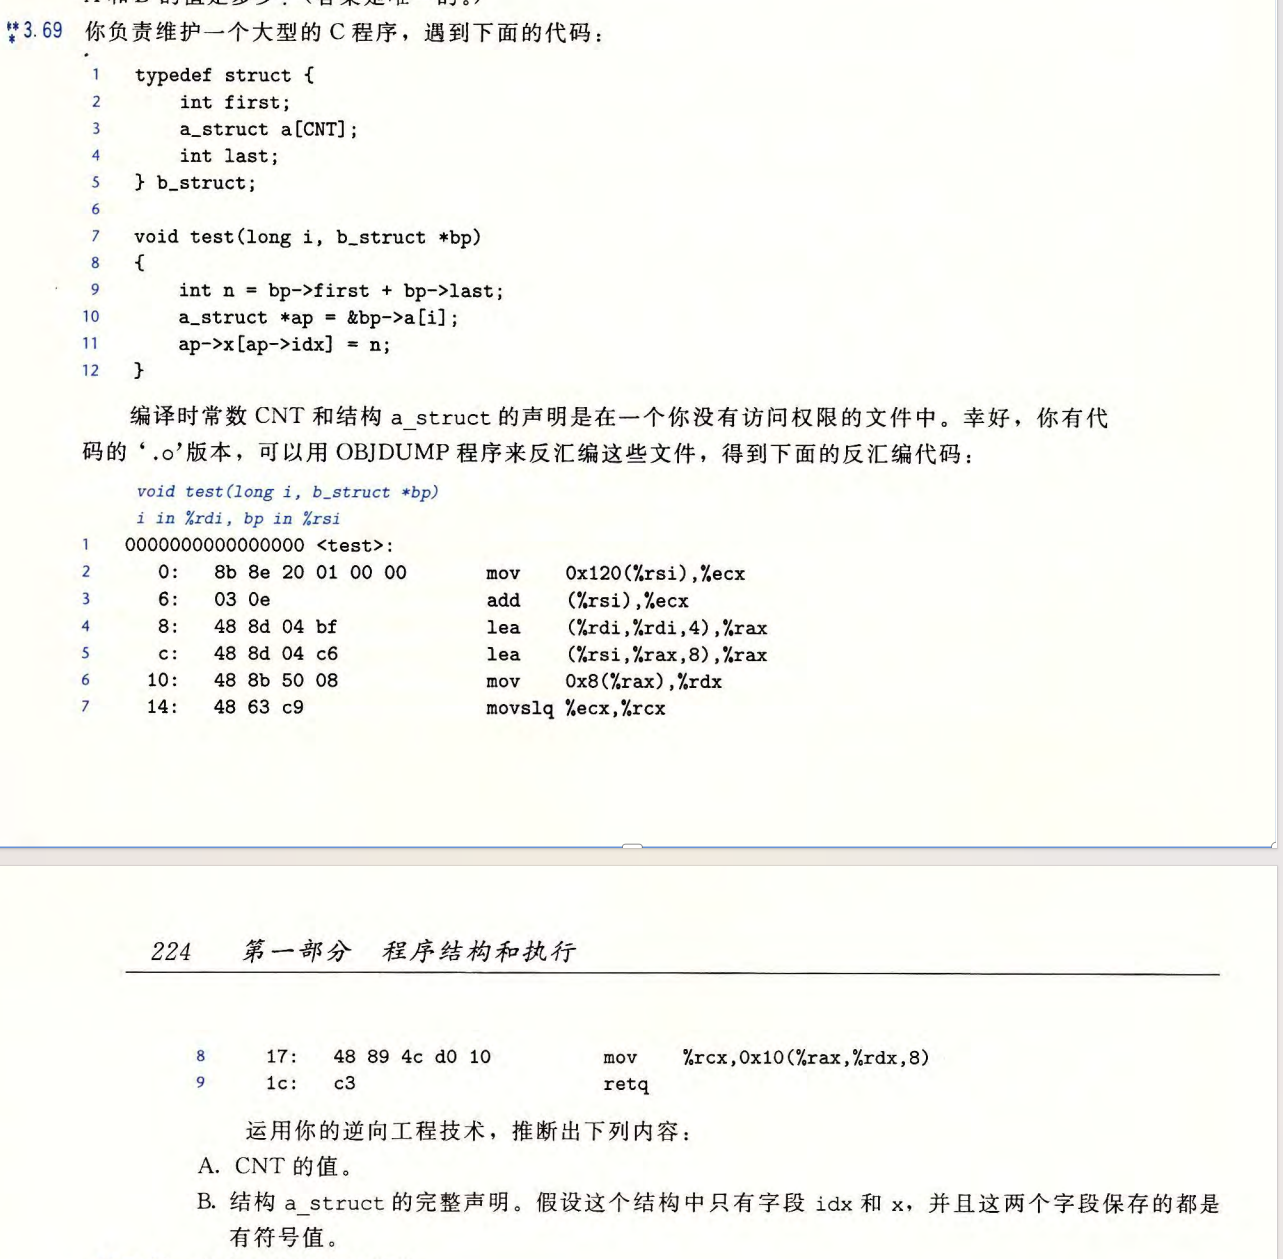 **3.69 你负责维护一个大型的 C 程序，遇到下面的代码：
1 typedef struct {
2 int first;
3 a_struct a[CNT];
4 int last;
5 } b_struct;
6
7 void test(long i, b_struct *bp)
8 {
9 int n = bp->first + bp->last;
10 a_struct *ap = &bp->a[i];
11 ap->x[ap->idx] = n;
12 }
编译时常数 CNT 和结构 a_struct 的声明是在一个你没有访问权限的文件中。幸好，你有代
码的 ‘.o’版本，可以用 OBJDUMP 程序来反汇编这些文件，得到下面的反汇编代码：
void test(long i, b_struct *bp)
i in %rdi, bp in %rsi
1 0000000000000000 <test>:
2 0: 8b 8e 20 01 00 00 mov 0x120(%rsi),%ecx
3 6: 03 0e add (%rsi),%ecx
4 8: 48 8d 04 bf lea (%rdi,%rdi,4),%rax
5 c: 48 8d 04 c6 lea (%rsi,%rax,8),%rax
6 10: 48 8b 50 08 mov 0x8(%rax),%rdx
7 14: 48 63 c9 movslq %ecx,%rcx
224 第一部分 程序结构和执行
8 17: 48 89 4c d0 10 mov %rcx,0x10(%rax,%rdx,8)
9 1c: c3 retq
运用你的逆向工程技术，推断出下列内容：
A. CNT 的值。
B. 结构 a_struct 的完整声明。假设这个结构中只有字段 idx 和 x，并且这两个字段保存的都是
有符号值。